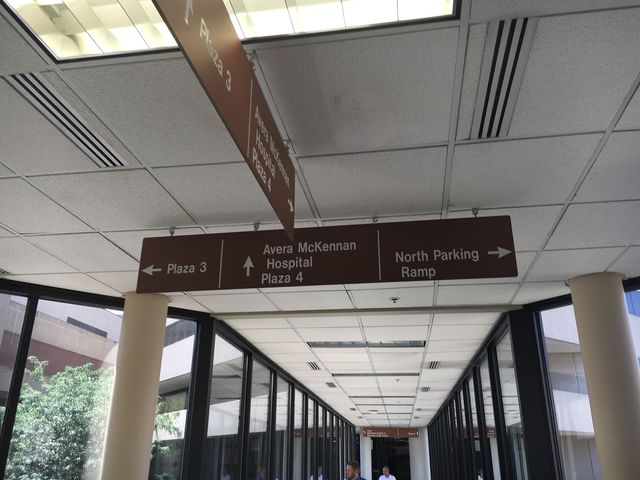 Plaza 3
Avera McKennan
Hospital
Plaza 4
Plaza 3
Avera McKennan
Hospital
Plaza 4
North Parking
Ramp